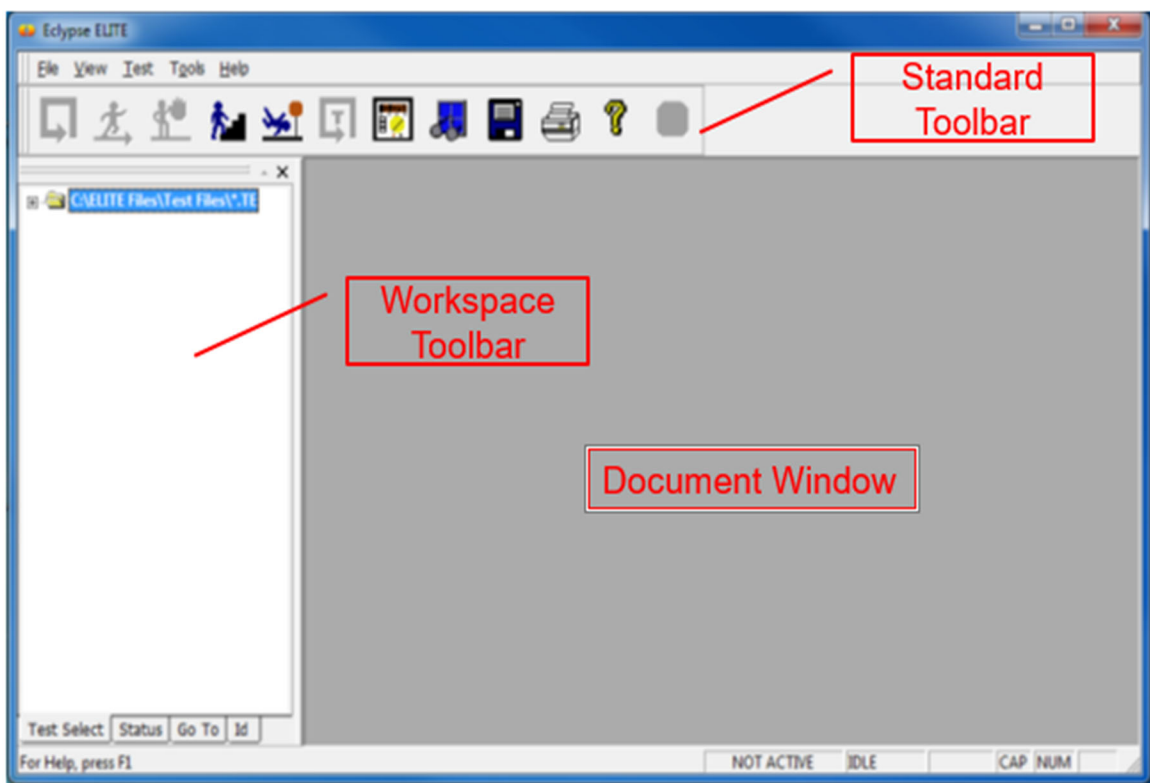 Eclypse ELITE
File View Test Tools Help
Standard
Toolbar
T
?
C:\ELITE Files\Test Files\*.TE
Workspace
Toolbar
Document Window
Test Select Status Go To Id
For Help, press F1 NOT ACTIVE IDLE CAP NUM